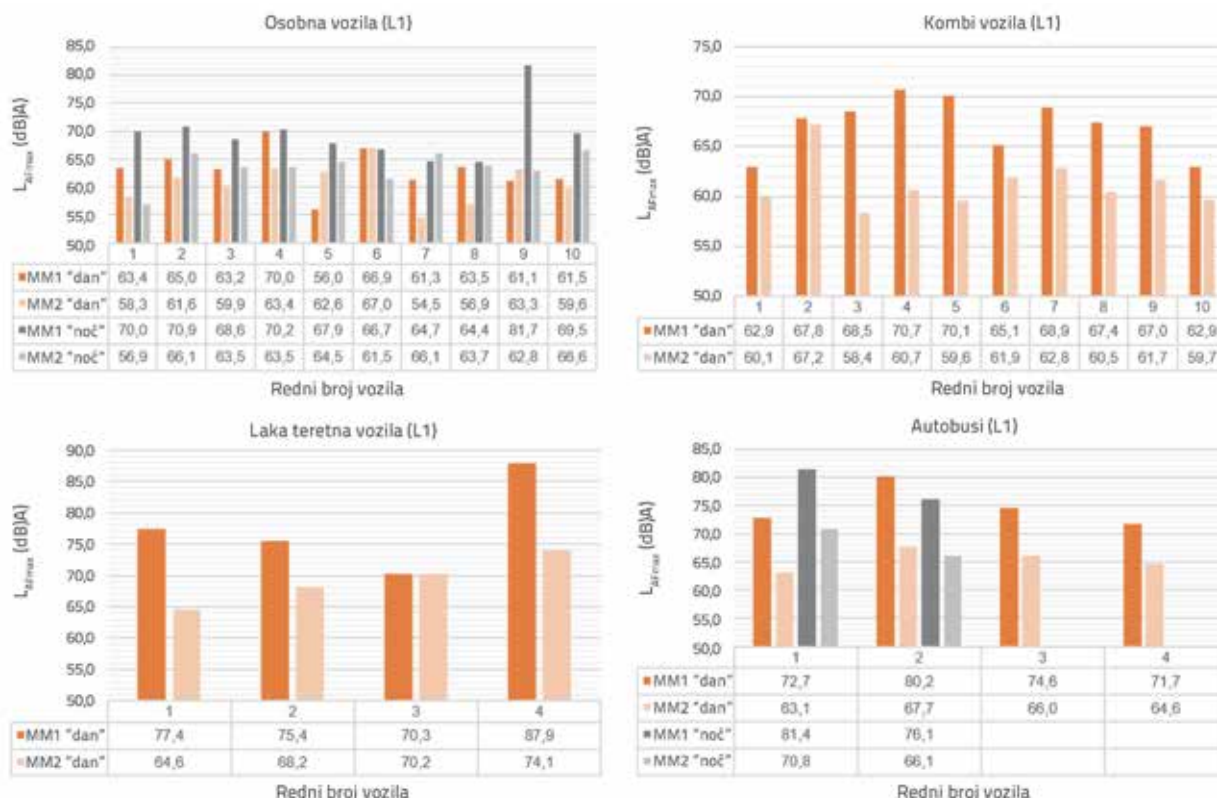 Osobna vozila (L1)
85,0
80,0
75,0
70,0
65,0
60,0
55,0
50,0
L_AFmax (dB)A)
1 2 3 4 5 6 7 8 9 10
MM1 "dan" 63,4 65,0 63,2 70,0 56,0 66,9 61,3 63,5 61,1 61,5
MM2 "dan" 58,3 61,6 59,9 63,4 62,6 67,0 54,5 56,9 63,3 59,6
MM1 "noć" 70,0 70,9 68,6 70,2 67,9 66,7 64,7 64,4 81,7 69,5
MM2 "noć" 56,9 66,1 63,5 63,5 64,5 61,5 66,1 63,7 62,8 66,6
Redni broj vozila
Kombi vozila (L1)
75,0
70,0
65,0
60,0
55,0
50,0
L_AFmax (dB)A)
1 2 3 4 5 6 7 8 9 10
MM1 "dan" 62,9 67,8 68,5 70,7 70,1 65,1 68,9 67,4 67,0 62,9
MM2 "dan" 60,1 67,2 58,4 60,7 59,6 61,9 62,8 60,5 61,7 59,7
Redni broj vozila
Laka teretna vozila (L1)
90,0
85,0
80,0
75,0
70,0
65,0
60,0
55,0
50,0
L_AFmax (dB)A)
1 2 3 4
MM1 "dan" 77,4 75,4 70,3 87,9
MM2 "dan" 64,6 68,2 70,2 74,1
Redni broj vozila
Autobusi (L1)
85,0
80,0
75,0
70,0
65,0
60,0
55,0
50,0
L_AFmax (dB)A)
1 2 3 4
MM1 "dan" 72,7 80,2 74,6 71,7
MM2 "dan" 63,1 67,7 66,0 64,6
MM1 "noć" 81,4 76,1
MM2 "noć" 70,8 66,1
Redni broj vozila